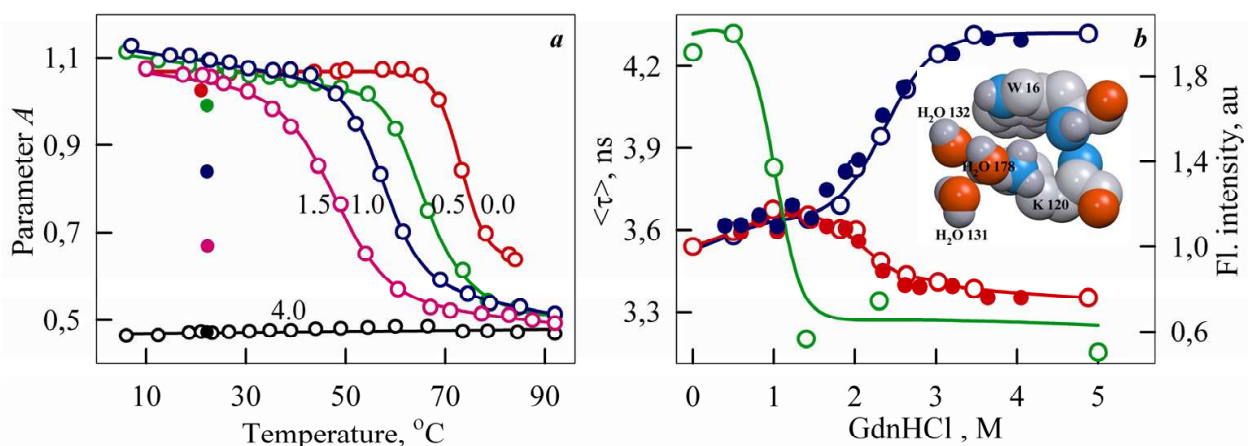 a
1,1
0,9
0,7
0,5
Parameter A
1.5
1.0
0.5
0.0
4.0
10
30
50
70
90
Temperature, °C
b
4,2
3,9
3,6
3,3
<τ>, ns
1,8
1,4
1,0
0,6
Fl. intensity, au
W 16
H₂O 132
H₂O 178
K 120
H₂O 131
0
1
2
3
4
5
GdnHCl , M